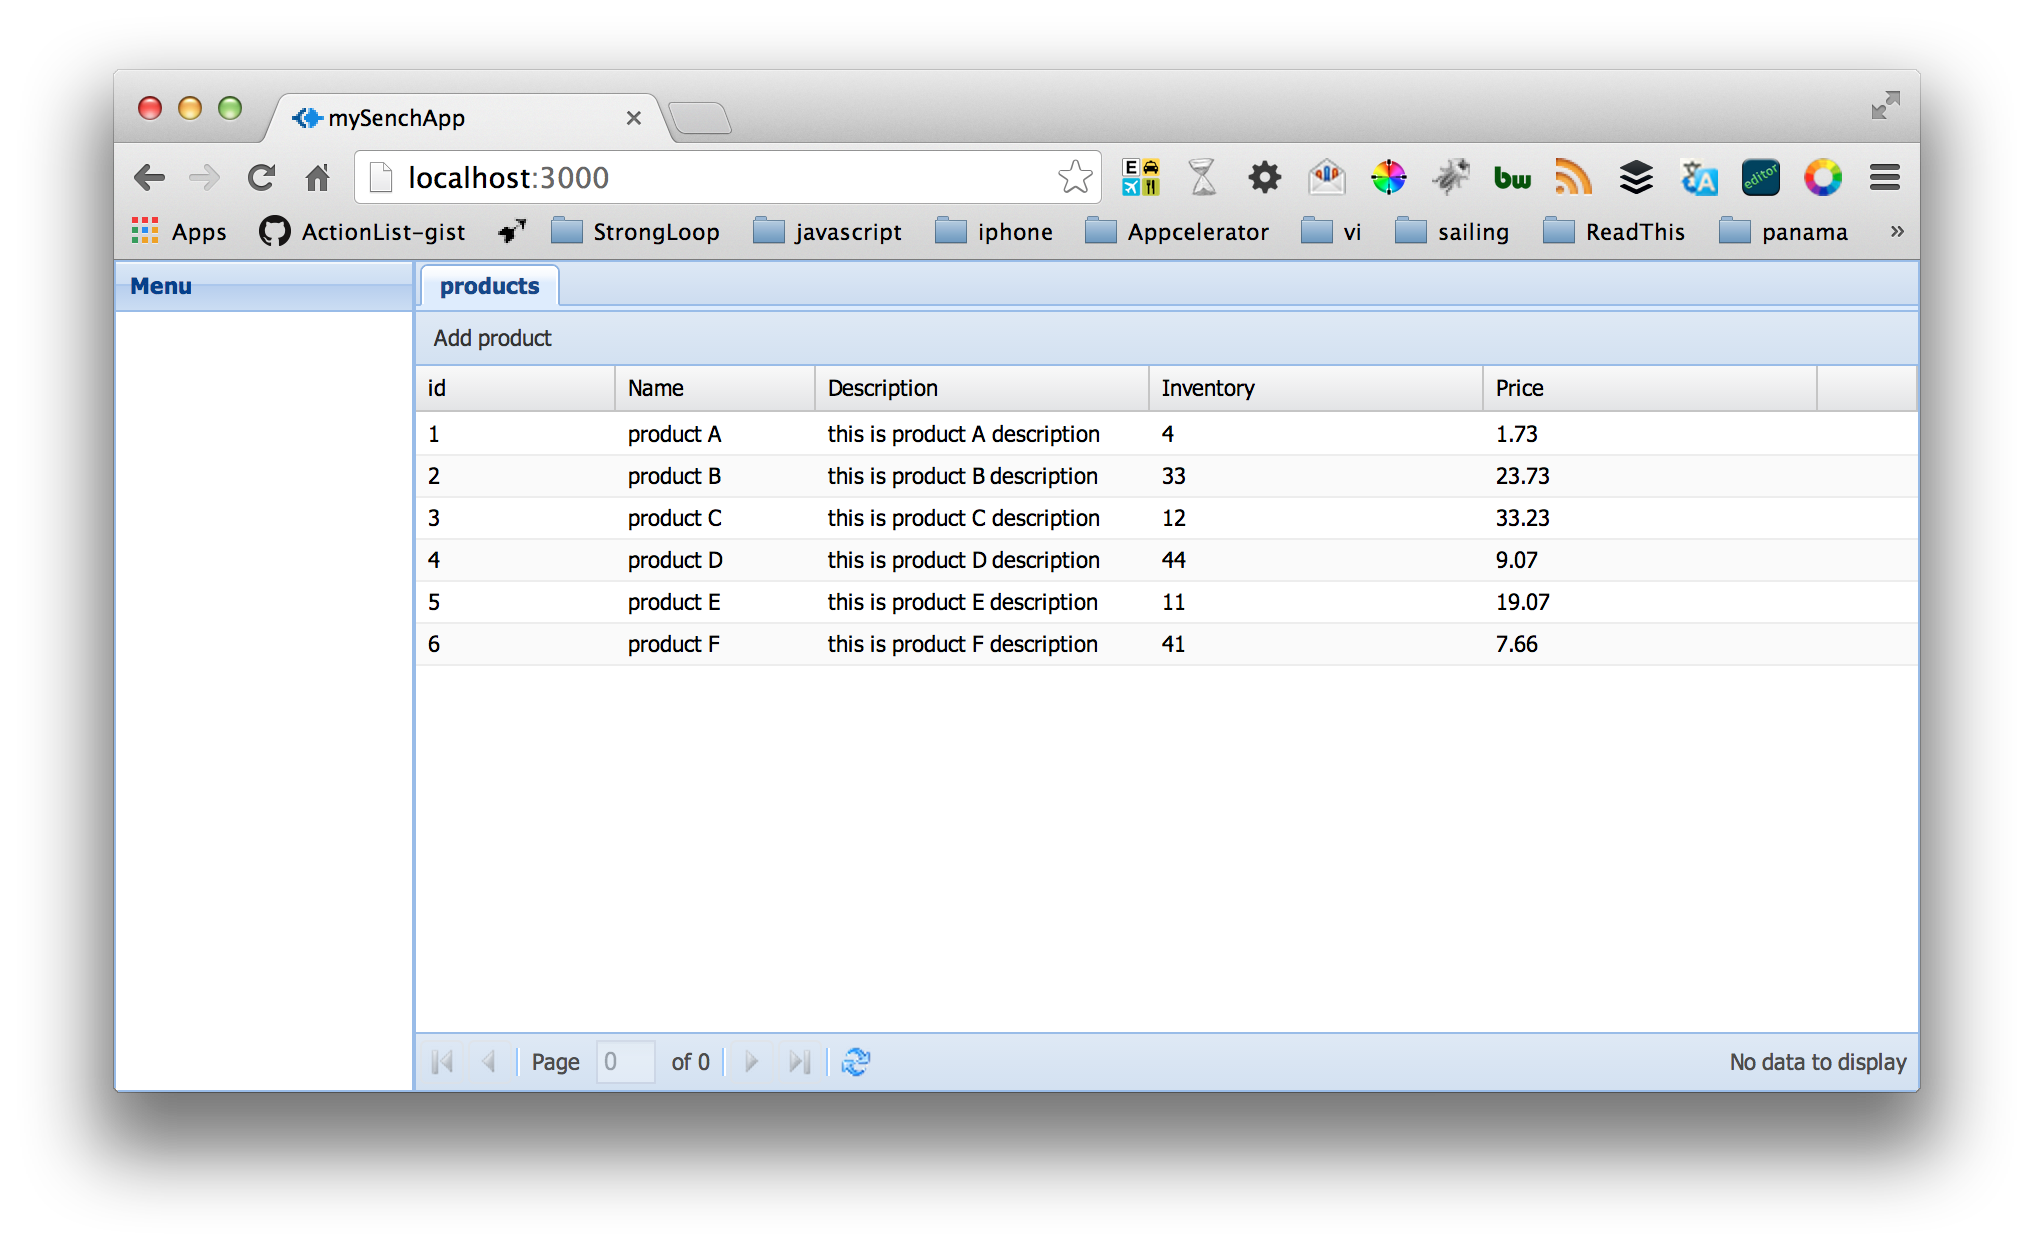 mySenchApp
localhost:3000
E
bw
editor
Apps ActionList-gist StrongLoop javascript iphone Appcelerator vi sailing ReadThis panama »
Menu
products
Add product
id Name Description Inventory Price
1 product A this is product A description 4 1.73
2 product B this is product B description 33 23.73
3 product C this is product C description 12 33.23
4 product D this is product D description 44 9.07
5 product E this is product E description 11 19.07
6 product F this is product F description 41 7.66
Page 0 of 0 No data to display